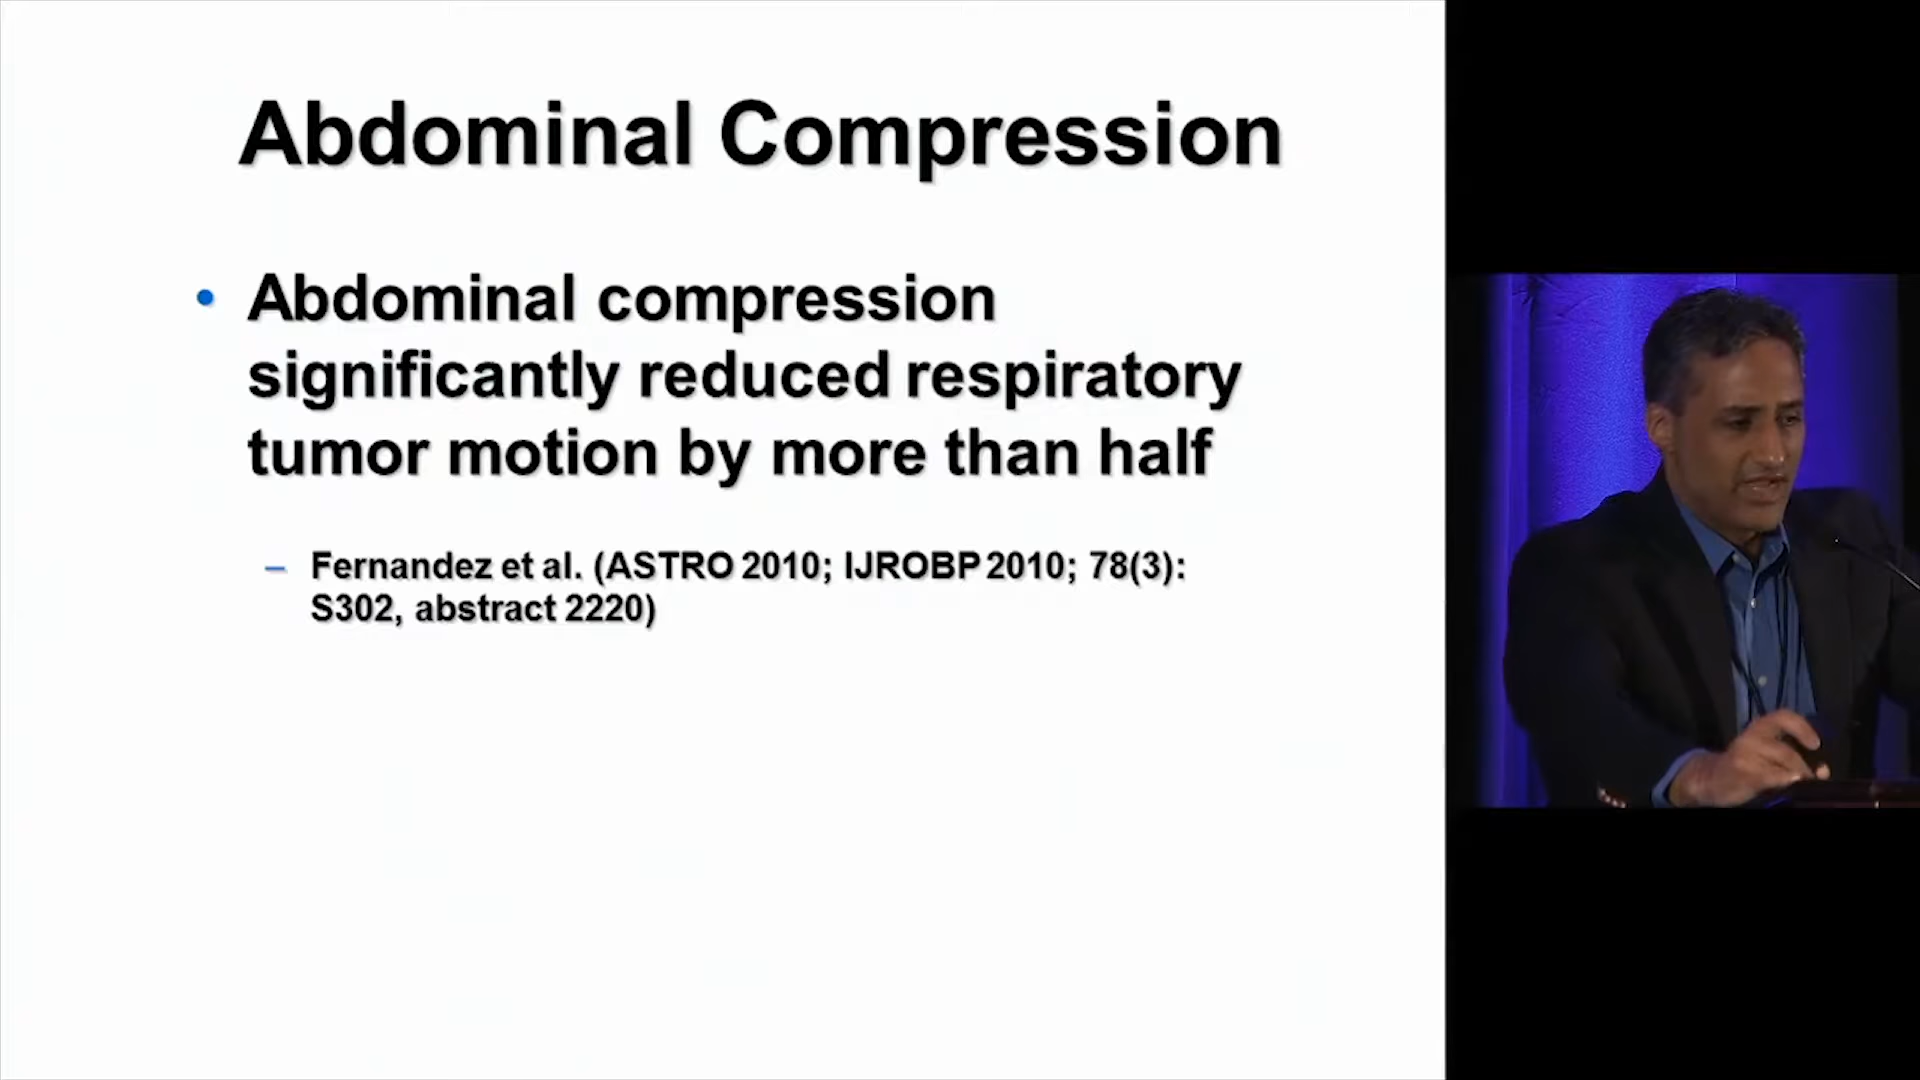 Abdominal Compression
• Abdominal compression
significantly reduced respiratory
tumor motion by more than half
– Fernandez et al. (ASTRO 2010; IJROBP 2010; 78(3):
S302, abstract 2220)